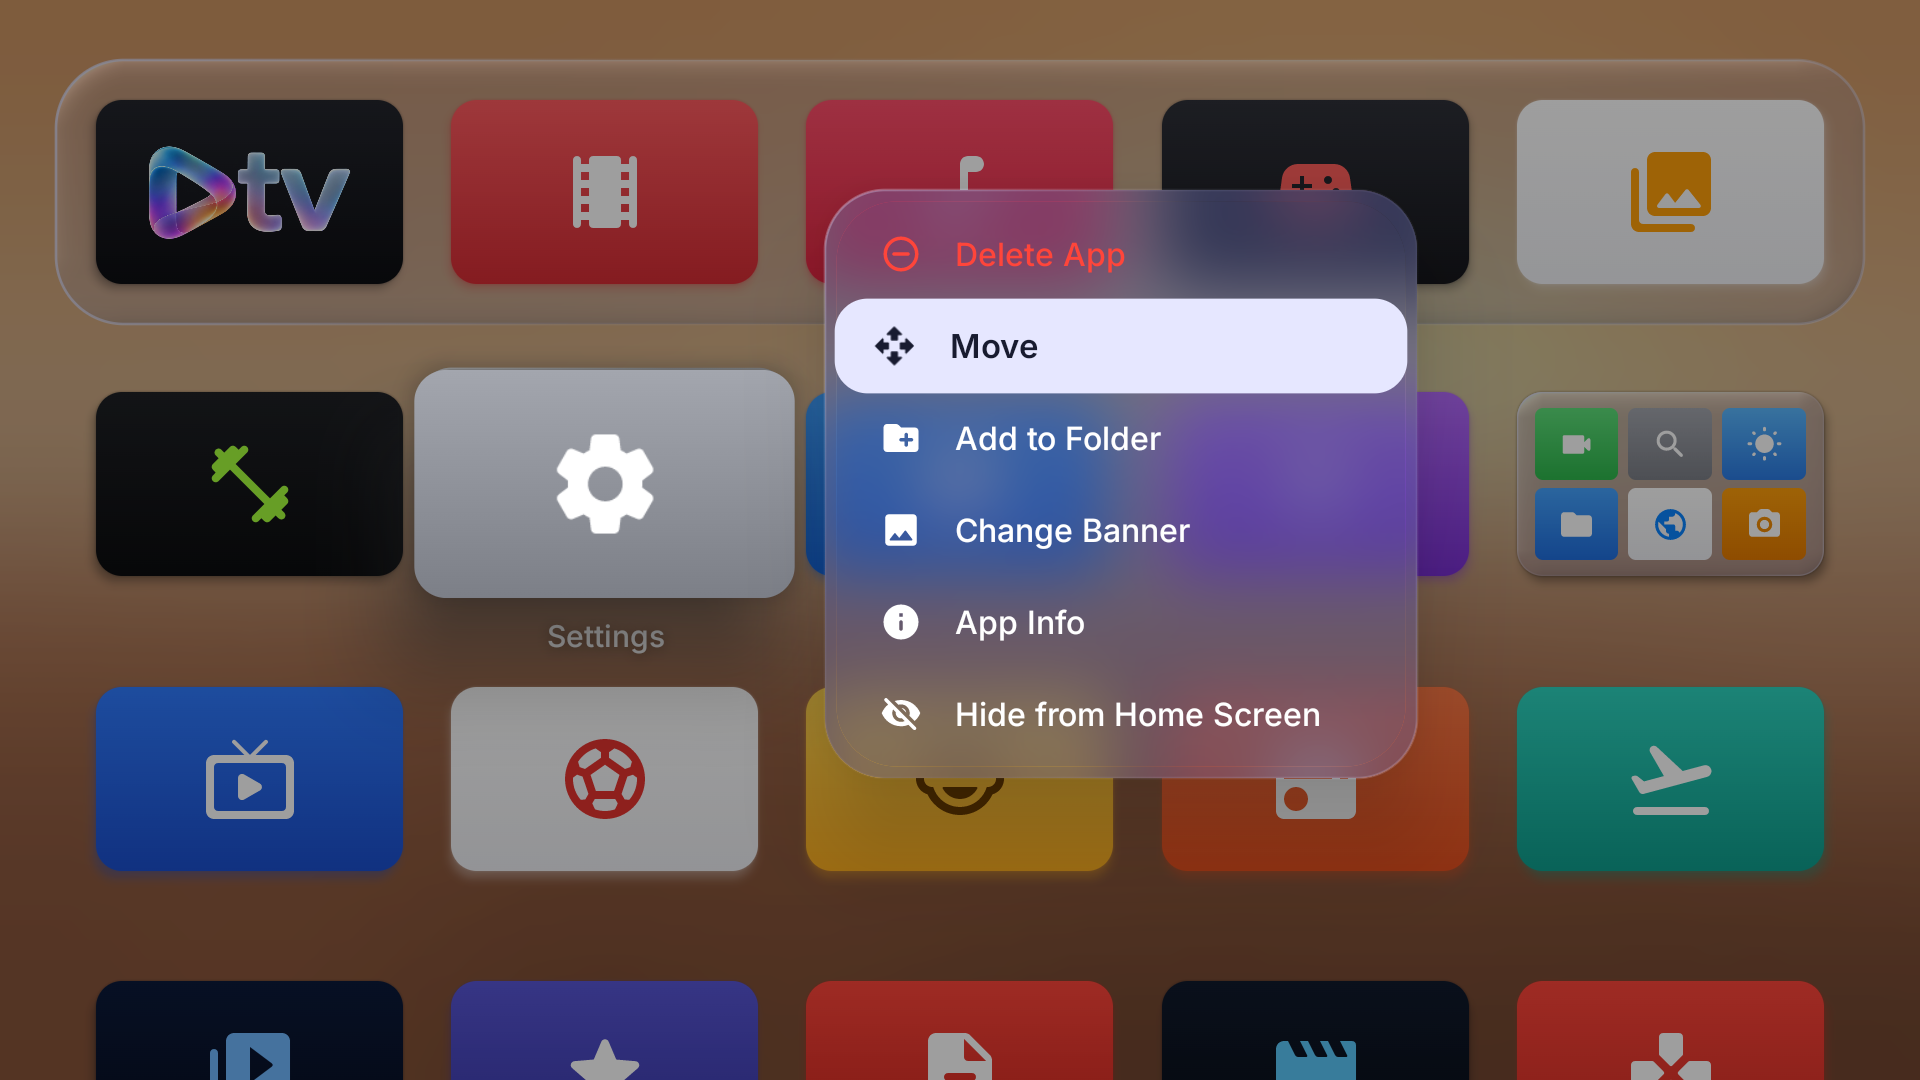 tv
Delete App
Move
Add to Folder
Change Banner
App Info
Hide from Home Screen
Settings